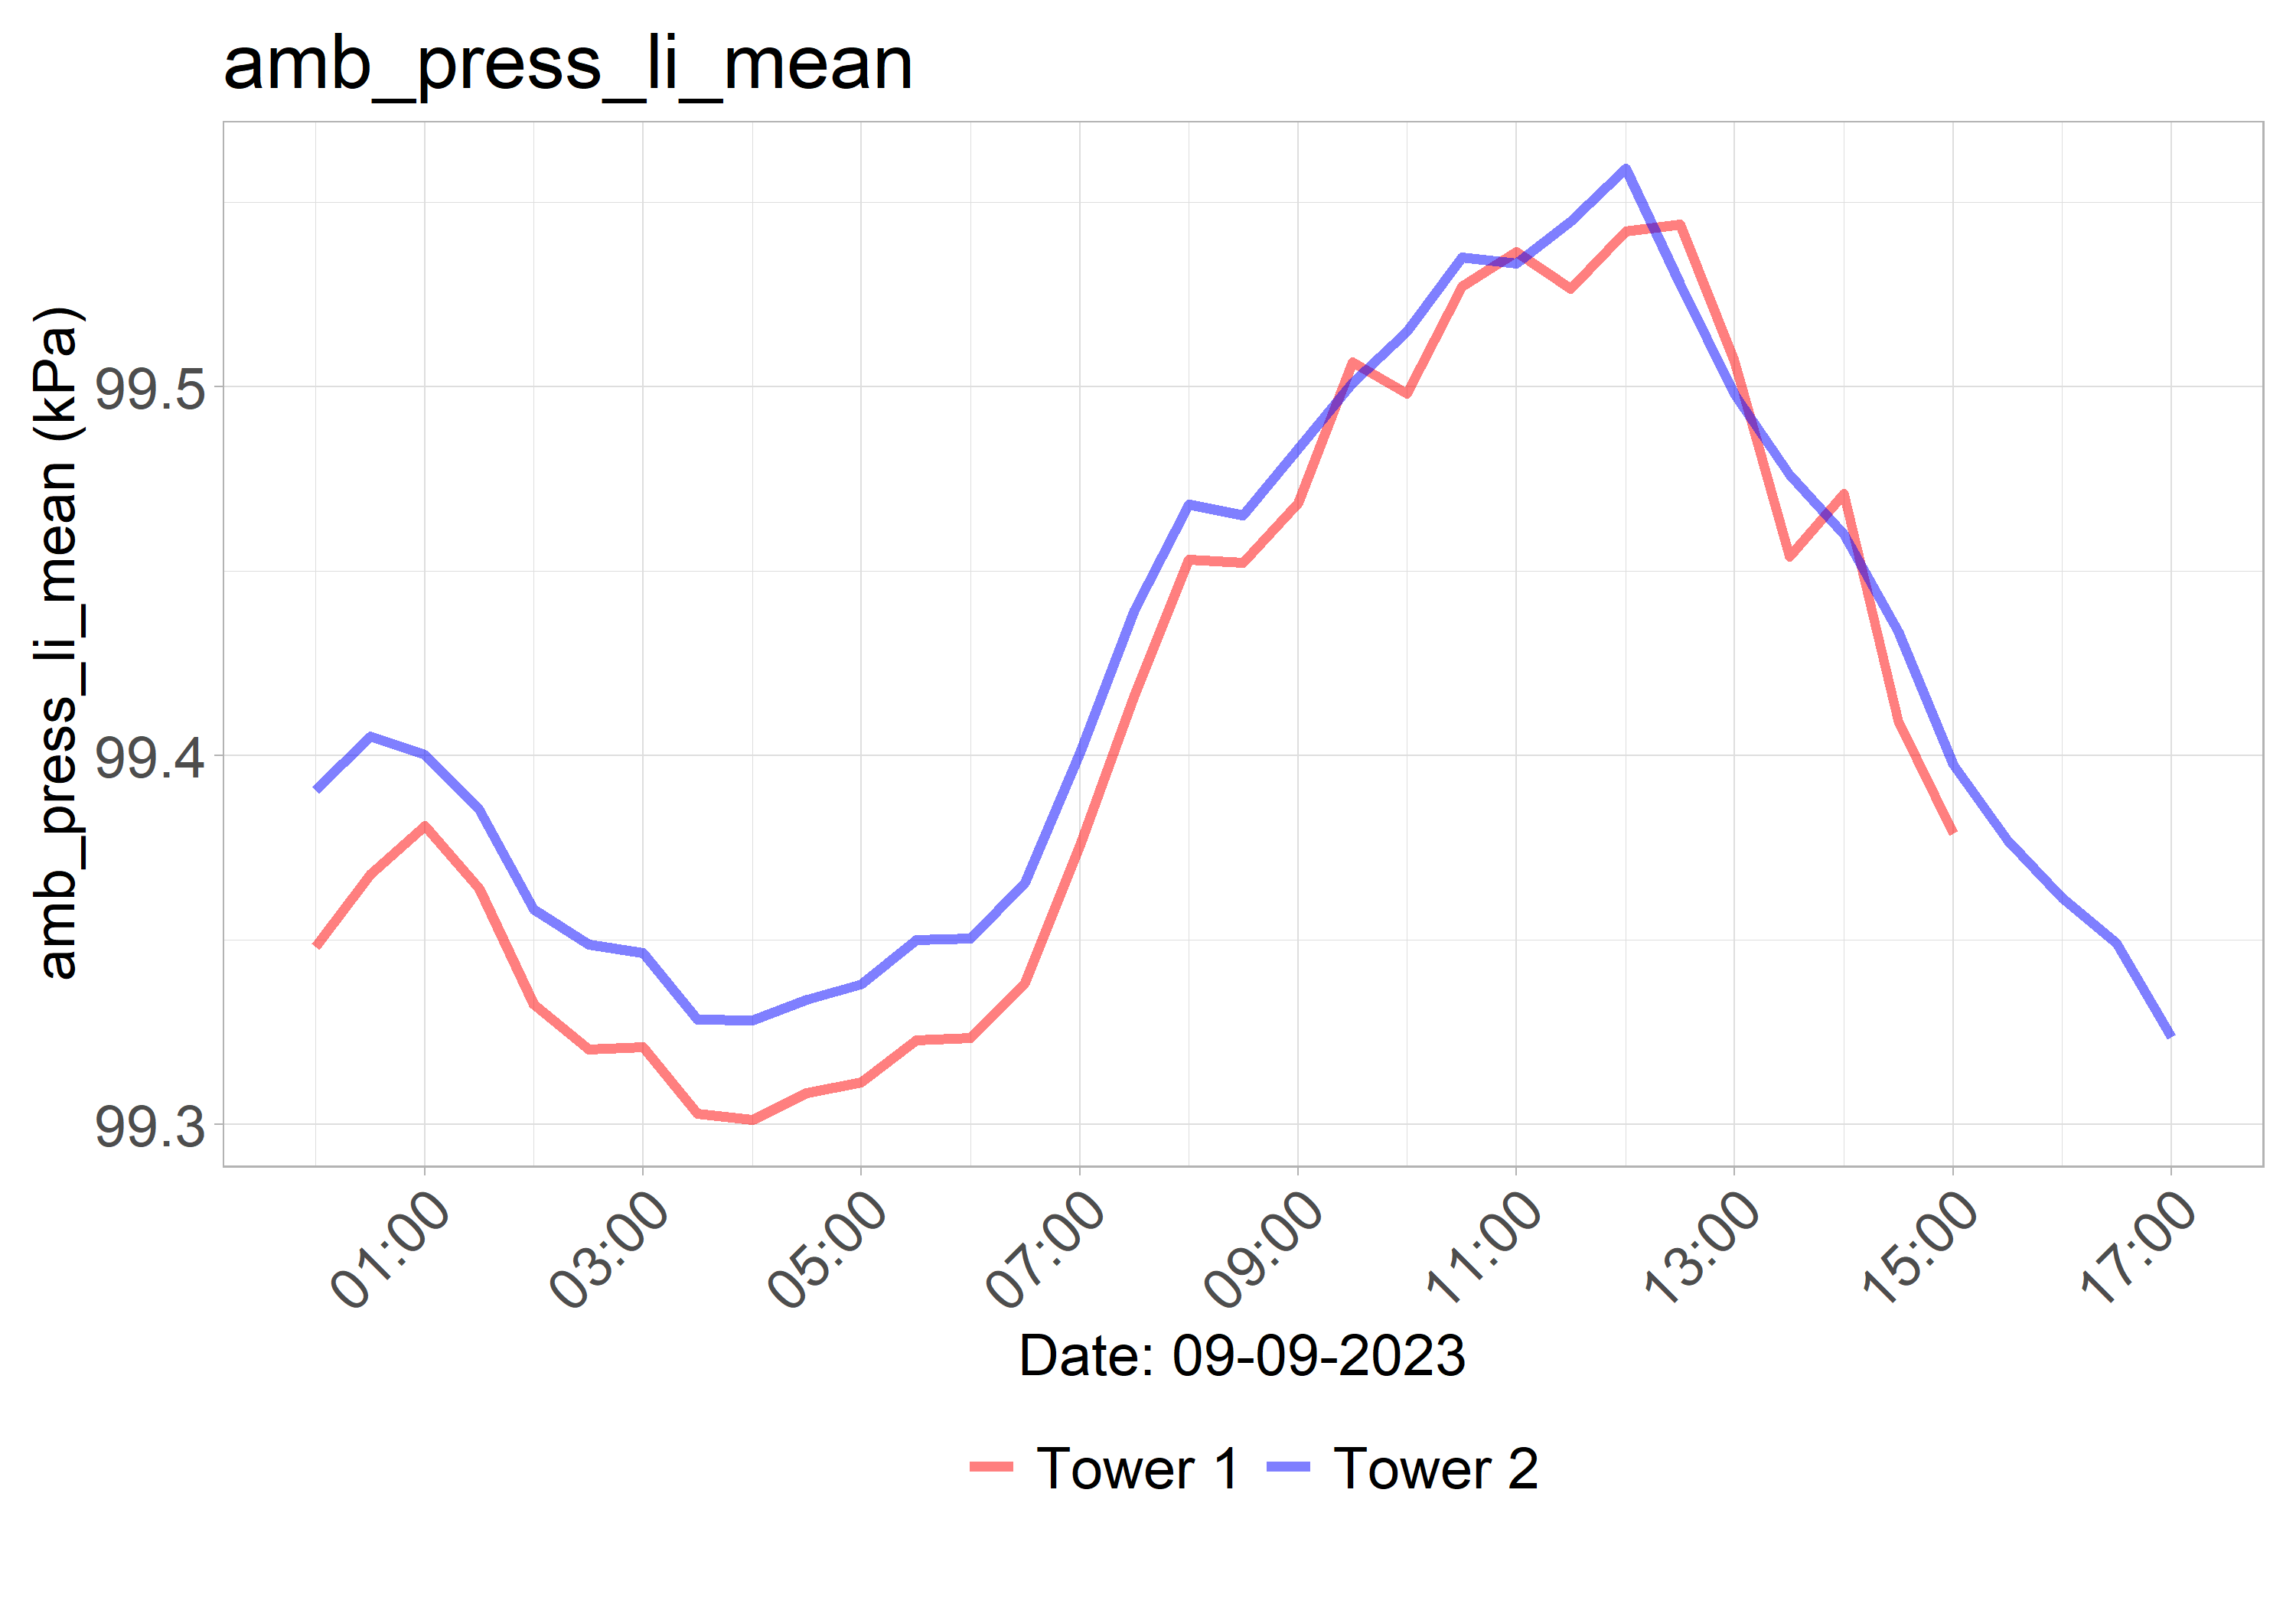 amb_press_li_mean
amb_press_li_mean (kPa)
99.5
99.4
99.3
01:00 03:00 05:00 07:00 09:00 11:00 13:00 15:00 17:00
Date: 09-09-2023
Tower 1 Tower 2